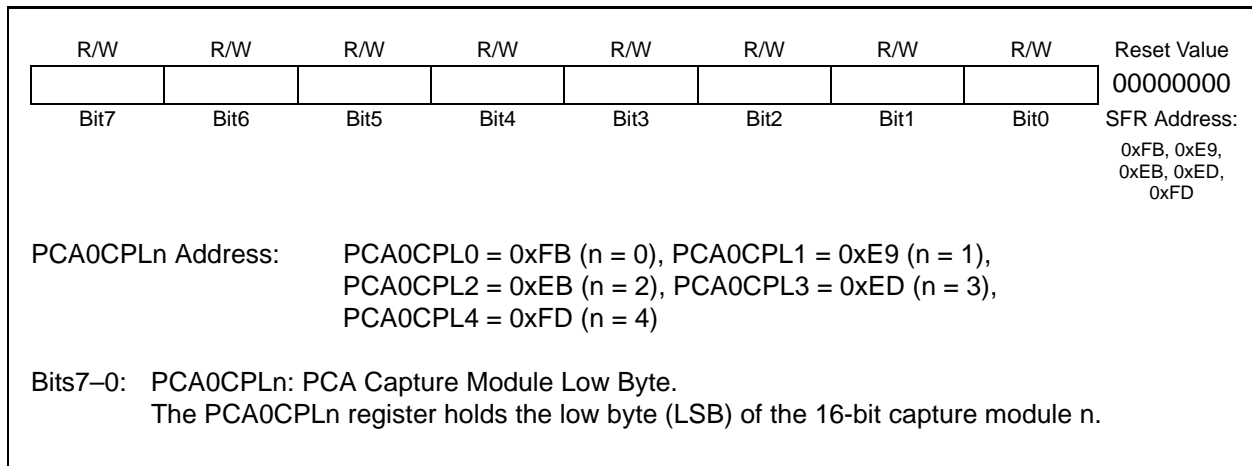 R/W R/W R/W R/W R/W R/W R/W R/W Reset Value
00000000
Bit7 Bit6 Bit5 Bit4 Bit3 Bit2 Bit1 Bit0 SFR Address:
0xFB, 0xE9,
0xEB, 0xED,
0xFD
PCA0CPLn Address: PCA0CPL0 = 0xFB (n = 0), PCA0CPL1 = 0xE9 (n = 1),
PCA0CPL2 = 0xEB (n = 2), PCA0CPL3 = 0xED (n = 3),
PCA0CPL4 = 0xFD (n = 4)
Bits7–0: PCA0CPLn: PCA Capture Module Low Byte.
The PCA0CPLn register holds the low byte (LSB) of the 16-bit capture module n.